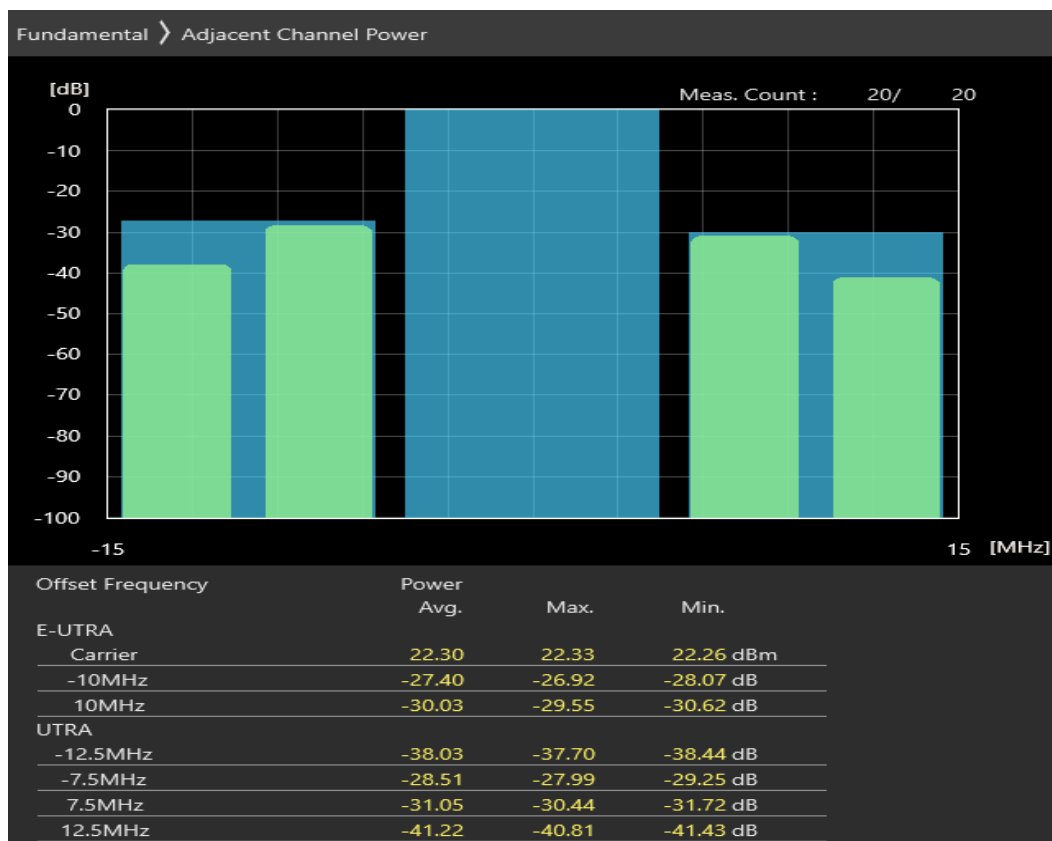 Fundamental 〉 Adjacent Channel Power
[dB]
Meas. Count : 20/ 20
0
-10
-20
-30
-40
-50
-60
-70
-80
-90
-100
-15 15 [MHz]
Offset Frequency Power
Avg. Max. Min.
E-UTRA
Carrier 22.30 22.33 22.26 dBm
-10MHz -27.40 -26.92 -28.07 dB
10MHz -30.03 -29.55 -30.62 dB
UTRA
-12.5MHz -38.03 -37.70 -38.44 dB
-7.5MHz -28.51 -27.99 -29.25 dB
7.5MHz -31.05 -30.44 -31.72 dB
12.5MHz -41.22 -40.81 -41.43 dB